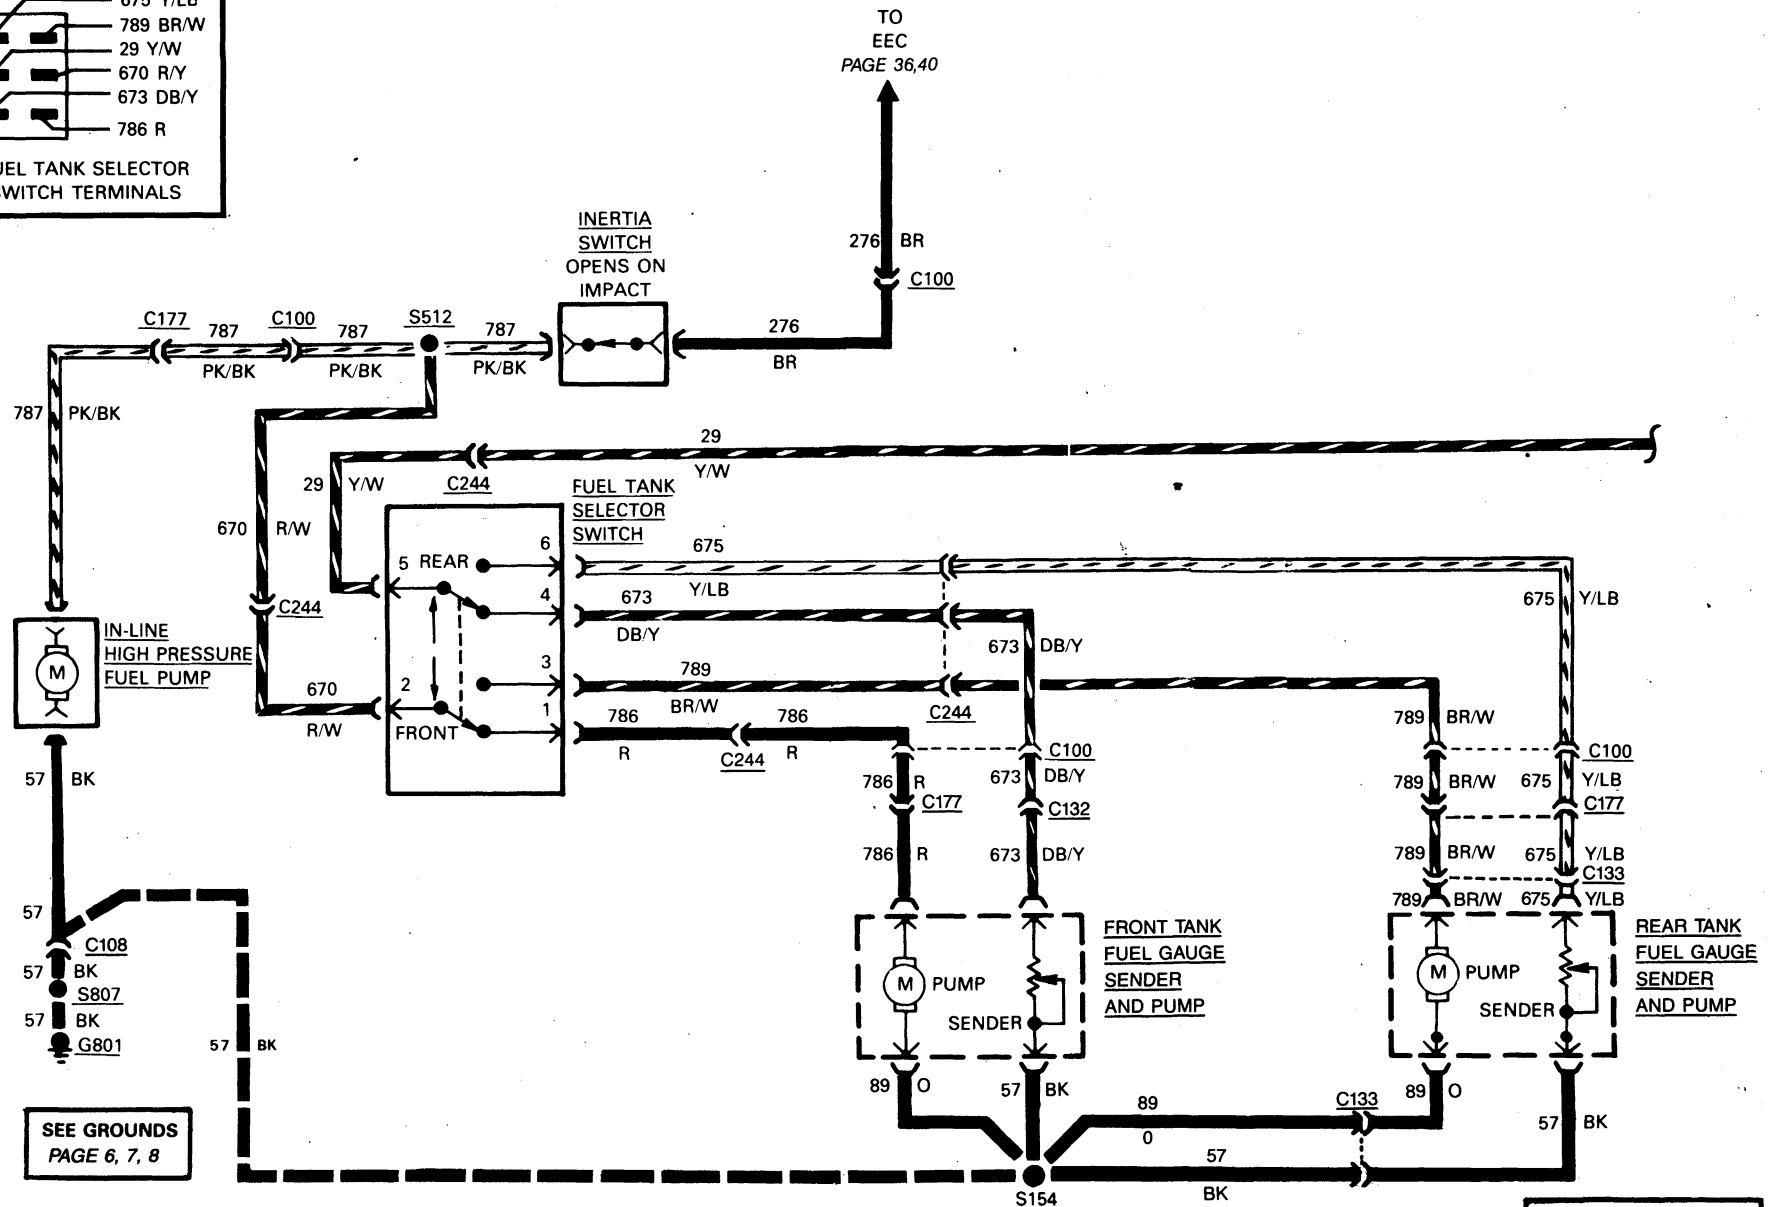 789 BR/W
29 Y/W
670 R/Y
673 DB/Y
786 R
TANK SELECTOR
TERMINALS
TO
EEC
PAGE 36,40
276 BR
C100
INERTIA
SWITCH
OPENS ON
IMPACT
276
BR
C177
787
C100
787
S512
787
PK/BK
PK/BK
PK/BK
787 PK/BK
29
Y/W
29 Y/W
C244
670 R/W
C244
670
R/W
FUEL TANK
SELECTOR
SWITCH
5 REAR
6
4
3
2
1
FRONT
675
Y/LB
673
DB/Y
789
BR/W
786
R
786
R
C244
C244
675 Y/LB
673 DB/Y
789 BR/W
C100
C100
786 R
673 DB/Y
789 BR/W
675 Y/LB
C177
C132
C177
786 R
673 DB/Y
789 BR/W
675 Y/LB
C133
789 BR/W
675 Y/LB
IN-LINE
HIGH PRESSURE
FUEL PUMP
M
57 BK
57
C108
57 BK
S807
57 BK
G801
57 BK
SEE GROUNDS
PAGE 6, 7, 8
M PUMP
SENDER
FRONT TANK
FUEL GAUGE
SENDER
AND PUMP
M PUMP
SENDER
REAR TANK
FUEL GAUGE
SENDER
AND PUMP
89 O
57 BK
89
O
C133
89 O
57 BK
57
BK
S154